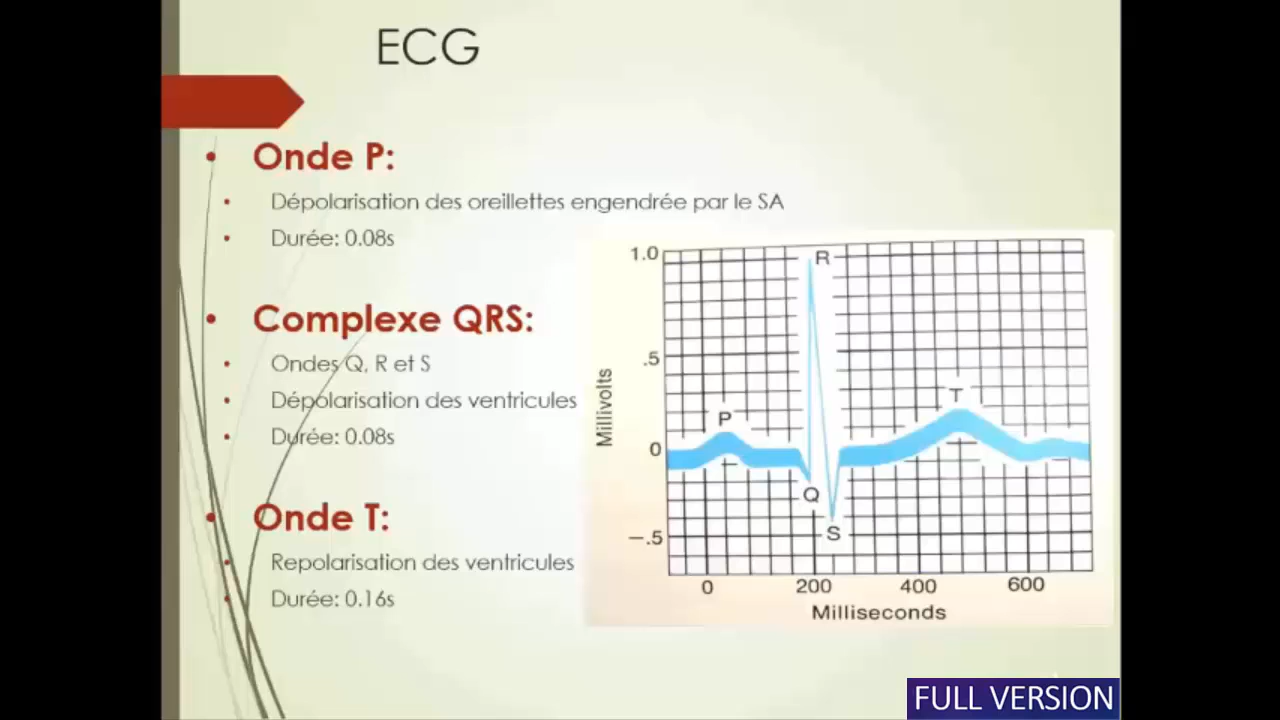 ECG
• Onde P:
• Dépolarisation des oreillettes engendrée par le SA
• Durée: 0.08s
• Complexe QRS:
• Ondes Q, R et S
• Dépolarisation des ventricules
• Durée: 0.08s
• Onde T:
• Repolarisation des ventricules
• Durée: 0.16s
1.0
R
.5
T
P
Millivolts
0
Q
S
–.5
0 200 400 600
Milliseconds
FULL VERSION